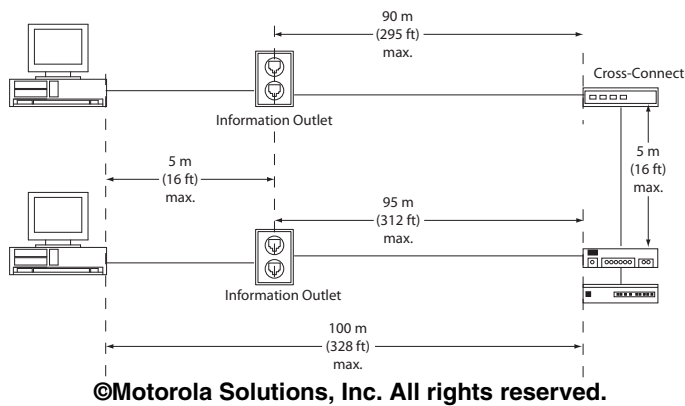 90 m
(295 ft)
max.
Cross-Connect
Information Outlet
5 m
(16 ft)
max.
5 m
(16 ft)
max.
95 m
(312 ft)
max.
Information Outlet
100 m
(328 ft)
max.
©Motorola Solutions, Inc. All rights reserved.